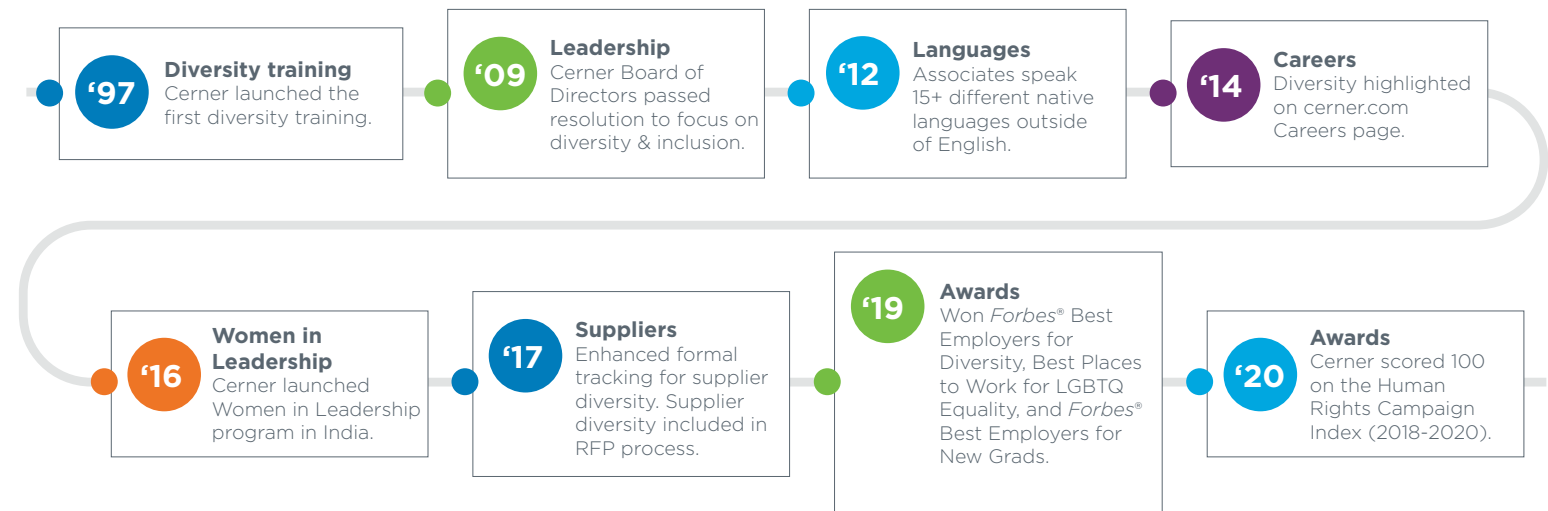 ‘97
Diversity training
Cerner launched the
first diversity training.
‘09
Leadership
Cerner Board of
Directors passed
resolution to focus on
diversity & inclusion.
‘12
Languages
Associates speak
15+ different native
languages outside
of English.
‘14
Careers
Diversity highlighted
on cerner.com
Careers page.
‘16
Women in
Leadership
Cerner launched
Women in Leadership
program in India.
‘17
Suppliers
Enhanced formal
tracking for supplier
diversity. Supplier
diversity included in
RFP process.
‘19
Awards
Won Forbes® Best
Employers for
Diversity, Best Places
to Work for LGBTQ
Equality, and Forbes®
Best Employers for
New Grads.
‘20
Awards
Cerner scored 100
on the Human
Rights Campaign
Index (2018-2020).